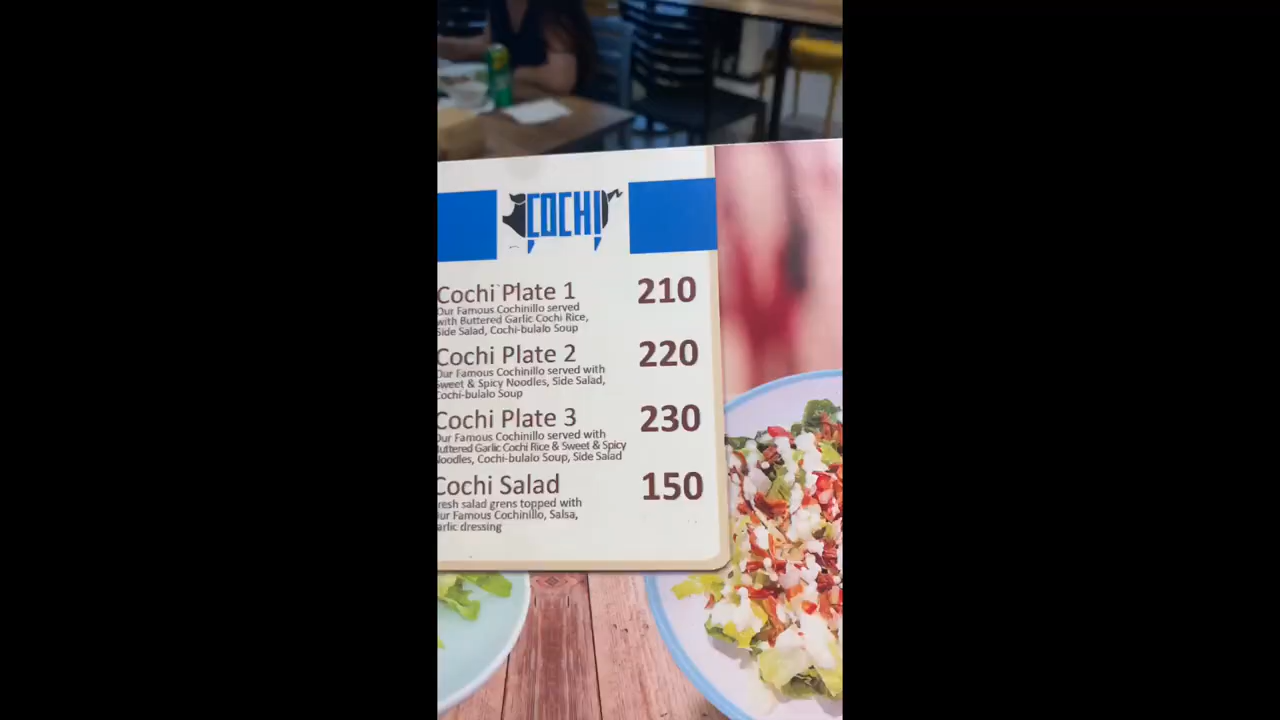 COCHI
Cochi Plate 1 210
Our Famous Cochinillo served
with Buttered Garlic Cochi Rice,
Side Salad, Cochi-bulalo Soup
Cochi Plate 2 220
Our Famous Cochinillo served with
Sweet & Spicy Noodles, Side Salad,
Cochi-bulalo Soup
Cochi Plate 3 230
Our Famous Cochinillo served with
Buttered Garlic Cochi Rice & Sweet & Spicy
Noodles, Cochi-bulalo Soup, Side Salad
Cochi Salad 150
resh salad grens topped with
ur Famous Cochinillo, Salsa,
arlic dressing